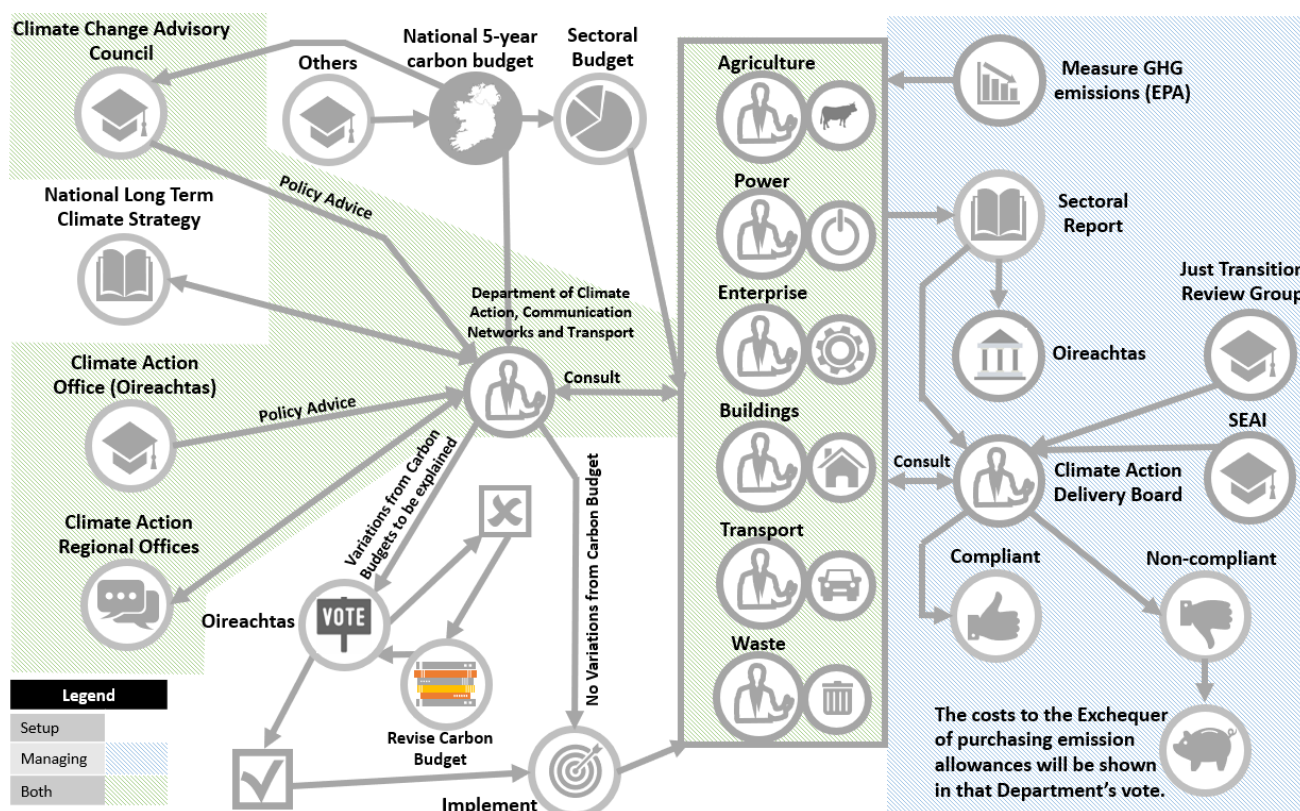 Climate Change Advisory
Council
Others
National 5-year
carbon budget
Sectoral
Budget
Agriculture
Measure GHG
emissions (EPA)
Policy Advice
National Long Term
Climate Strategy
Power
Sectoral
Report
Just Transition
Review Group
Department of Climate
Action, Communication
Networks and Transport
Enterprise
Oireachtas
Climate Action
Office (Oireachtas)
Policy Advice
Consult
Buildings
SEAI
Consult
Climate Action
Delivery Board
Variations from Carbon
Budgets to be explained
No Variations from Carbon Budget
Climate Action
Regional Offices
Transport
Compliant
Non-compliant
Oireachtas
VOTE
Waste
Revise Carbon
Budget
Implement
The costs to the Exchequer
of purchasing emission
allowances will be shown
in that Department's vote.
Legend
Setup
Managing
Both